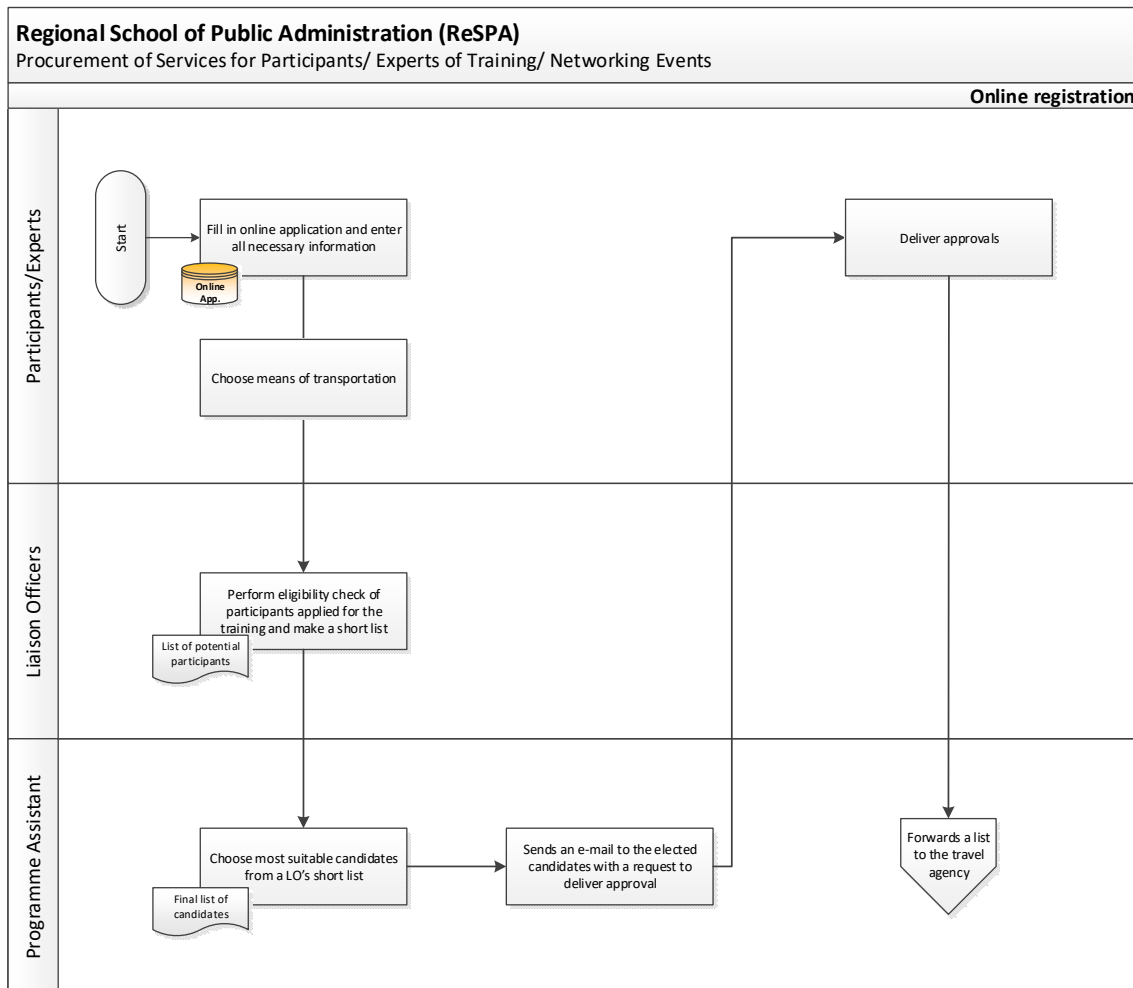 Regional School of Public Administration (ReSPA)
Procurement of Services for Participants/ Experts of Training/ Networking Events
Online registration
Participants/Experts
Start
Fill in online application and enter
all necessary information
Online
App.
Choose means of transportation
Deliver approvals
Liaison Officers
Perform eligibility check of
participants applied for the
training and make a short list
List of potential
participants
Programme Assistant
Choose most suitable candidates
from a LO's short list
Final list of
candidates
Sends an e-mail to the elected
candidates with a request to
deliver approval
Forwards a list
to the travel
agency